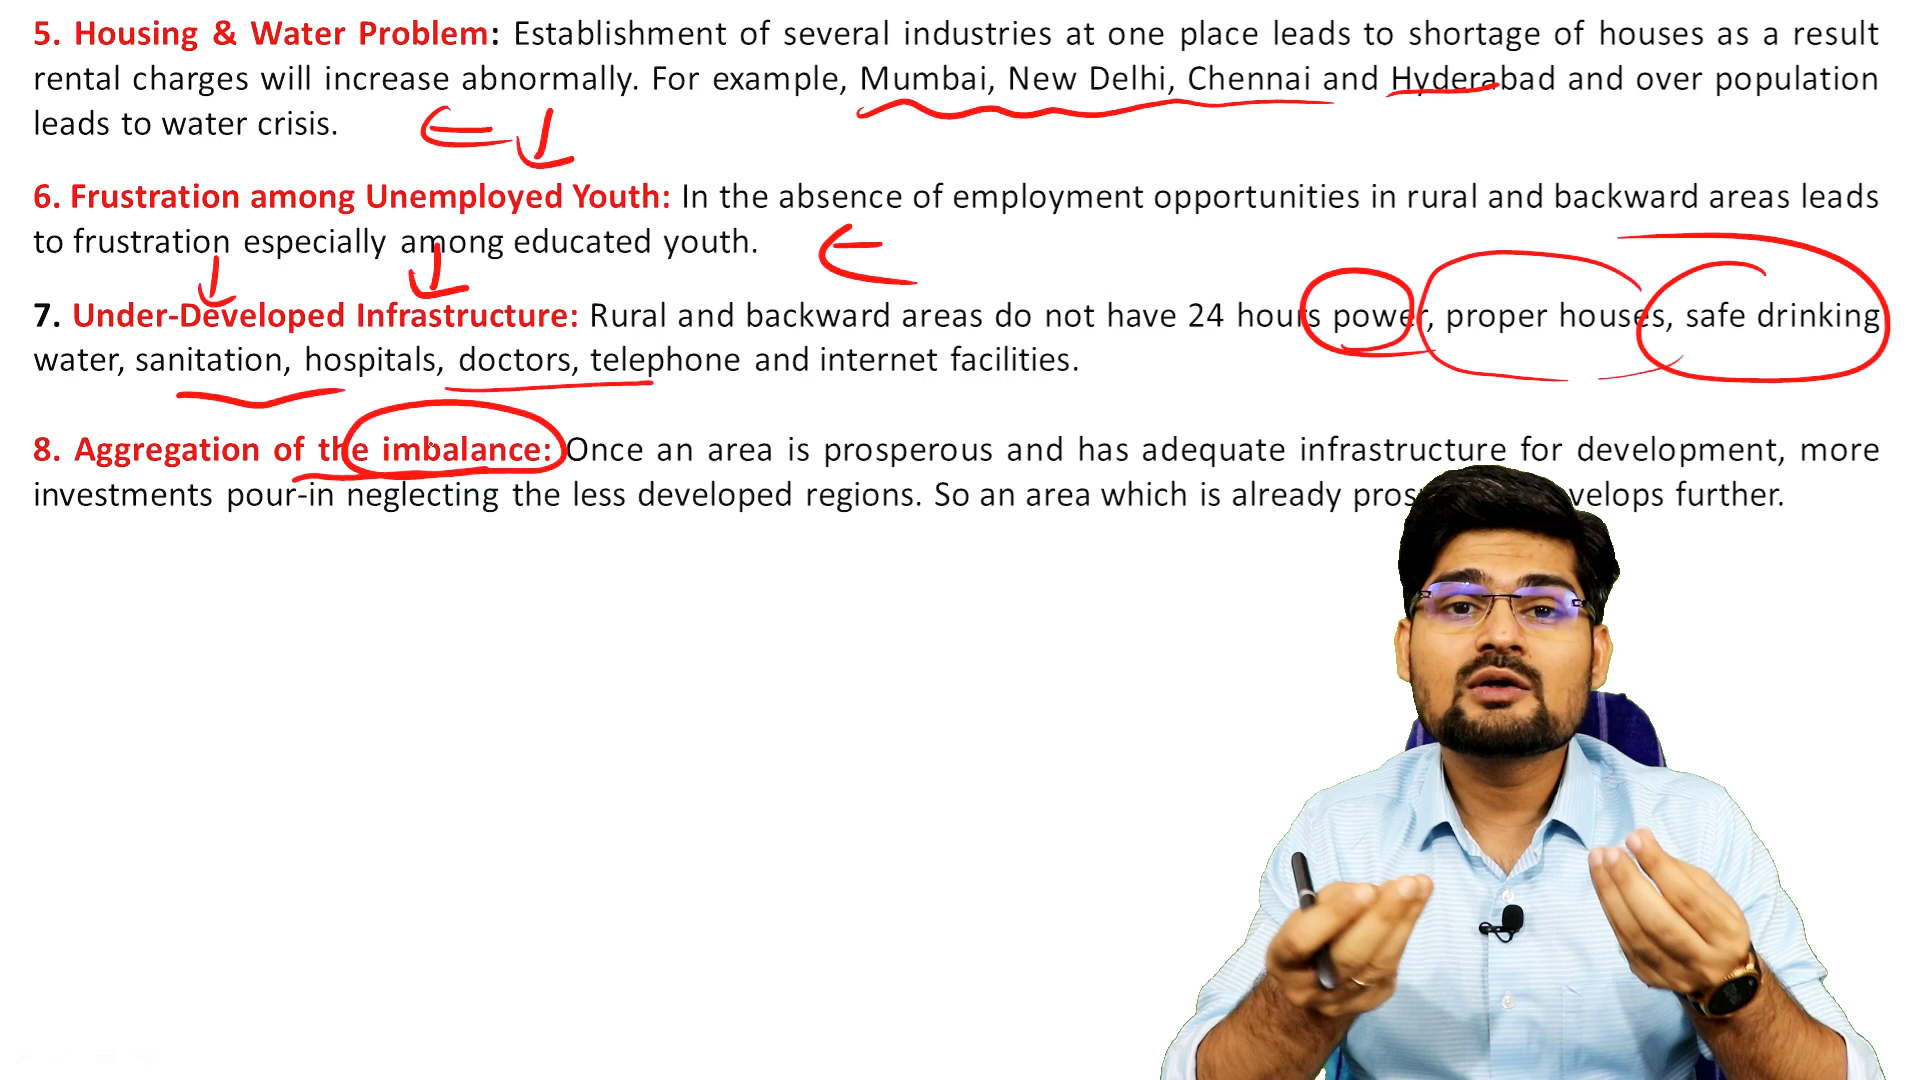 5. Housing & Water Problem: Establishment of several industries at one place leads to shortage of houses as a result
rental charges will increase abnormally. For example, Mumbai, New Delhi, Chennai and Hyderabad and over population
leads to water crisis.
6. Frustration among Unemployed Youth: In the absence of employment opportunities in rural and backward areas leads
to frustration especially among educated youth.
7. Under-Developed Infrastructure: Rural and backward areas do not have 24 hours power, proper houses, safe drinking
water, sanitation, hospitals, doctors, telephone and internet facilities.
8. Aggregation of the imbalance: Once an area is prosperous and has adequate infrastructure for development, more
investments pour-in neglecting the less developed regions. So an area which is already further.